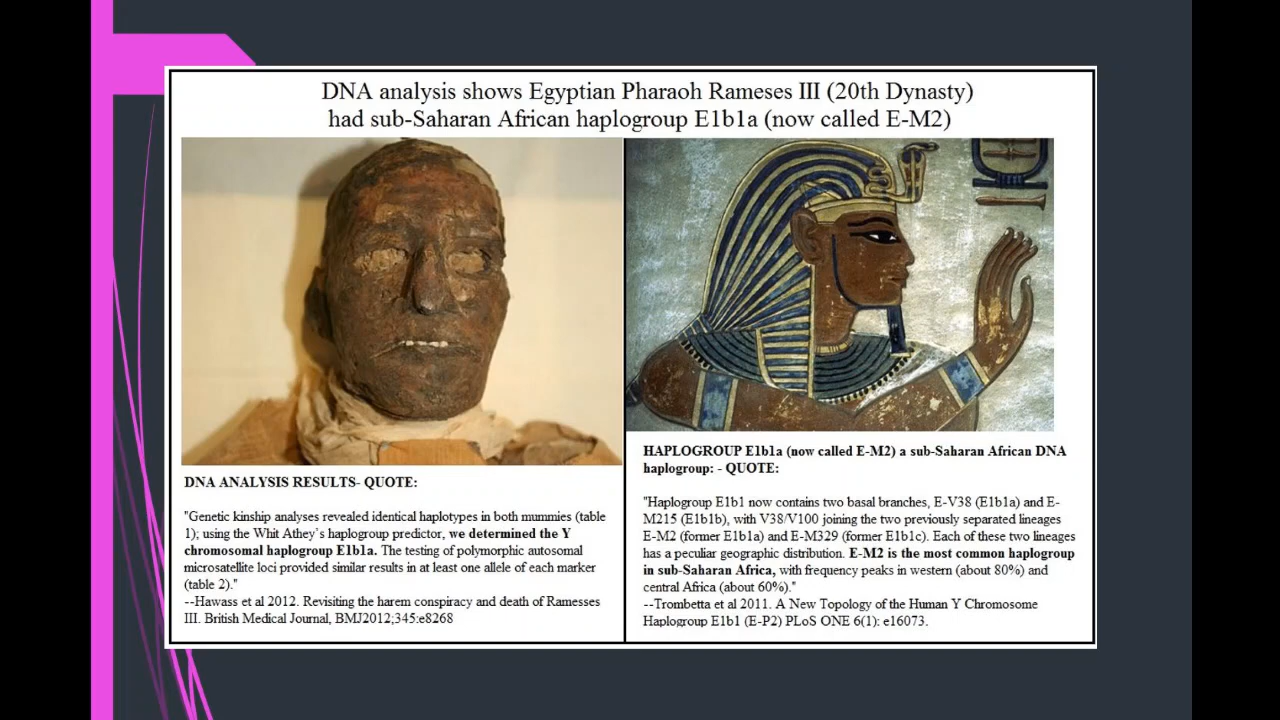 DNA analysis shows Egyptian Pharaoh Rameses III (20th Dynasty)
had sub-Saharan African haplogroup E1b1a (now called E-M2)
DNA ANALYSIS RESULTS- QUOTE:
"Genetic kinship analyses revealed identical haplotypes in both mummies (table
1); using the Whit Athey's haplogroup predictor, we determined the Y
chromosomal haplogroup E1b1a. The testing of polymorphic autosomal
microsatellite loci provided similar results in at least one allele of each marker
(table 2)."
--Hawass et al 2012. Revisiting the harem conspiracy and death of Ramesses
III. British Medical Journal, BMJ2012;345:e8268
HAPLOGROUP E1b1a (now called E-M2) a sub-Saharan African DNA
haplogroup: - QUOTE:
"Haplogroup E1b1 now contains two basal branches, E-V38 (E1b1a) and E-
M215 (E1b1b), with V38/V100 joining the two previously separated lineages
E-M2 (former E1b1a) and E-M329 (former E1b1c). Each of these two lineages
has a peculiar geographic distribution. E-M2 is the most common haplogroup
in sub-Saharan Africa, with frequency peaks in western (about 80%) and
central Africa (about 60%)."
--Trombetta et al 2011. A New Topology of the Human Y Chromosome
Haplogroup E1b1 (E-P2) PLoS ONE 6(1): e16073.